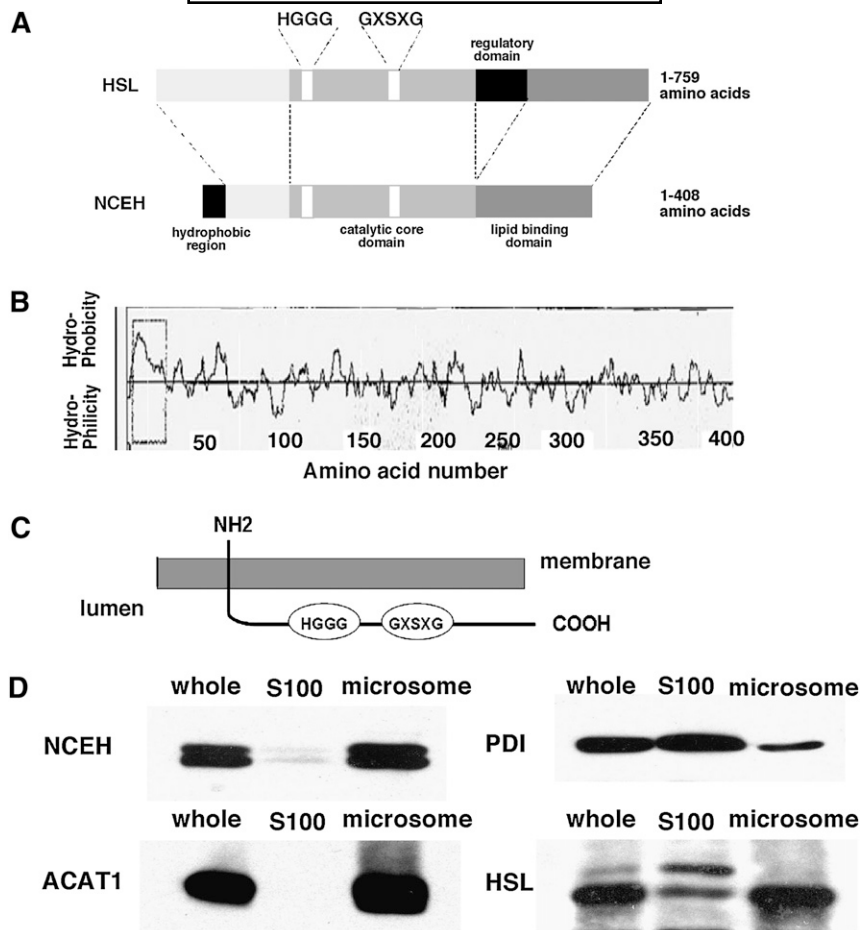 A
HGGG GXSXG
regulatory
domain
HSL
1-759
amino acids
NCEH
1-408
amino acids
hydrophobic
region
catalytic core
domain
lipid binding
domain
B
Hydro-
Phobicity
Hydro-
Philicity
50 100 150 200 250 300 350 400
Amino acid number
C
NH2
membrane
lumen
HGGG GXSXG COOH
D
whole S100 microsome
NCEH
whole S100 microsome
PDI
whole S100 microsome
ACAT1
whole S100 microsome
HSL